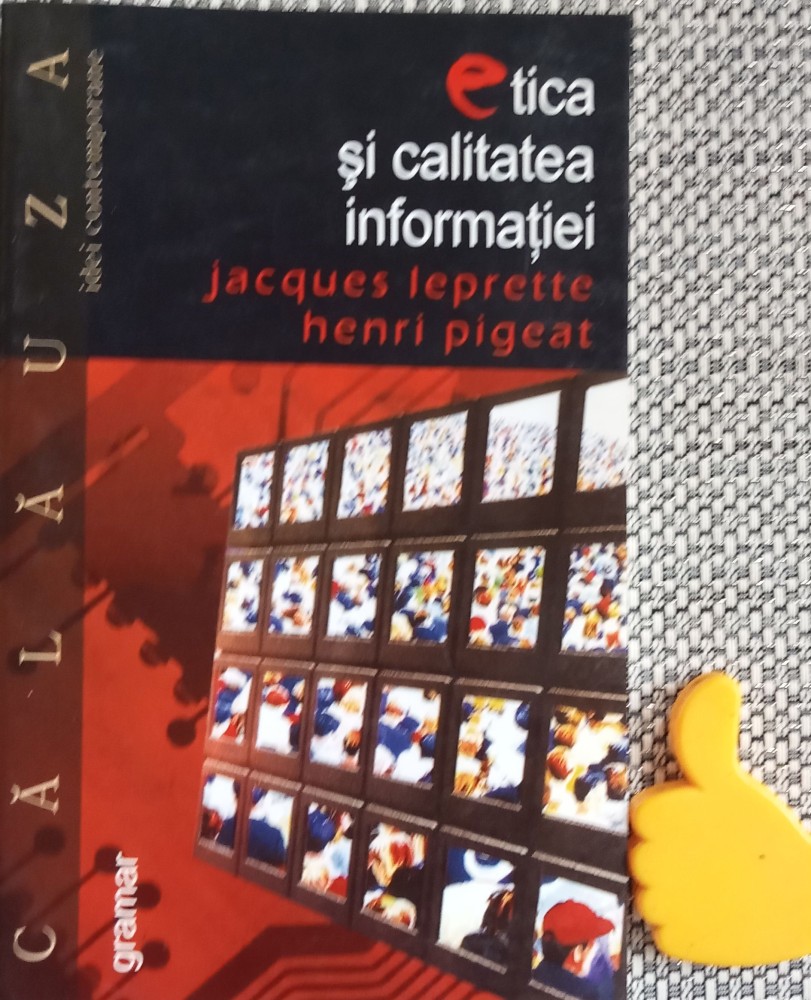 etica
și calitatea
informației
jacques leprette
henri pigeat
CĂLĂUZA
idei contemporane
gramar